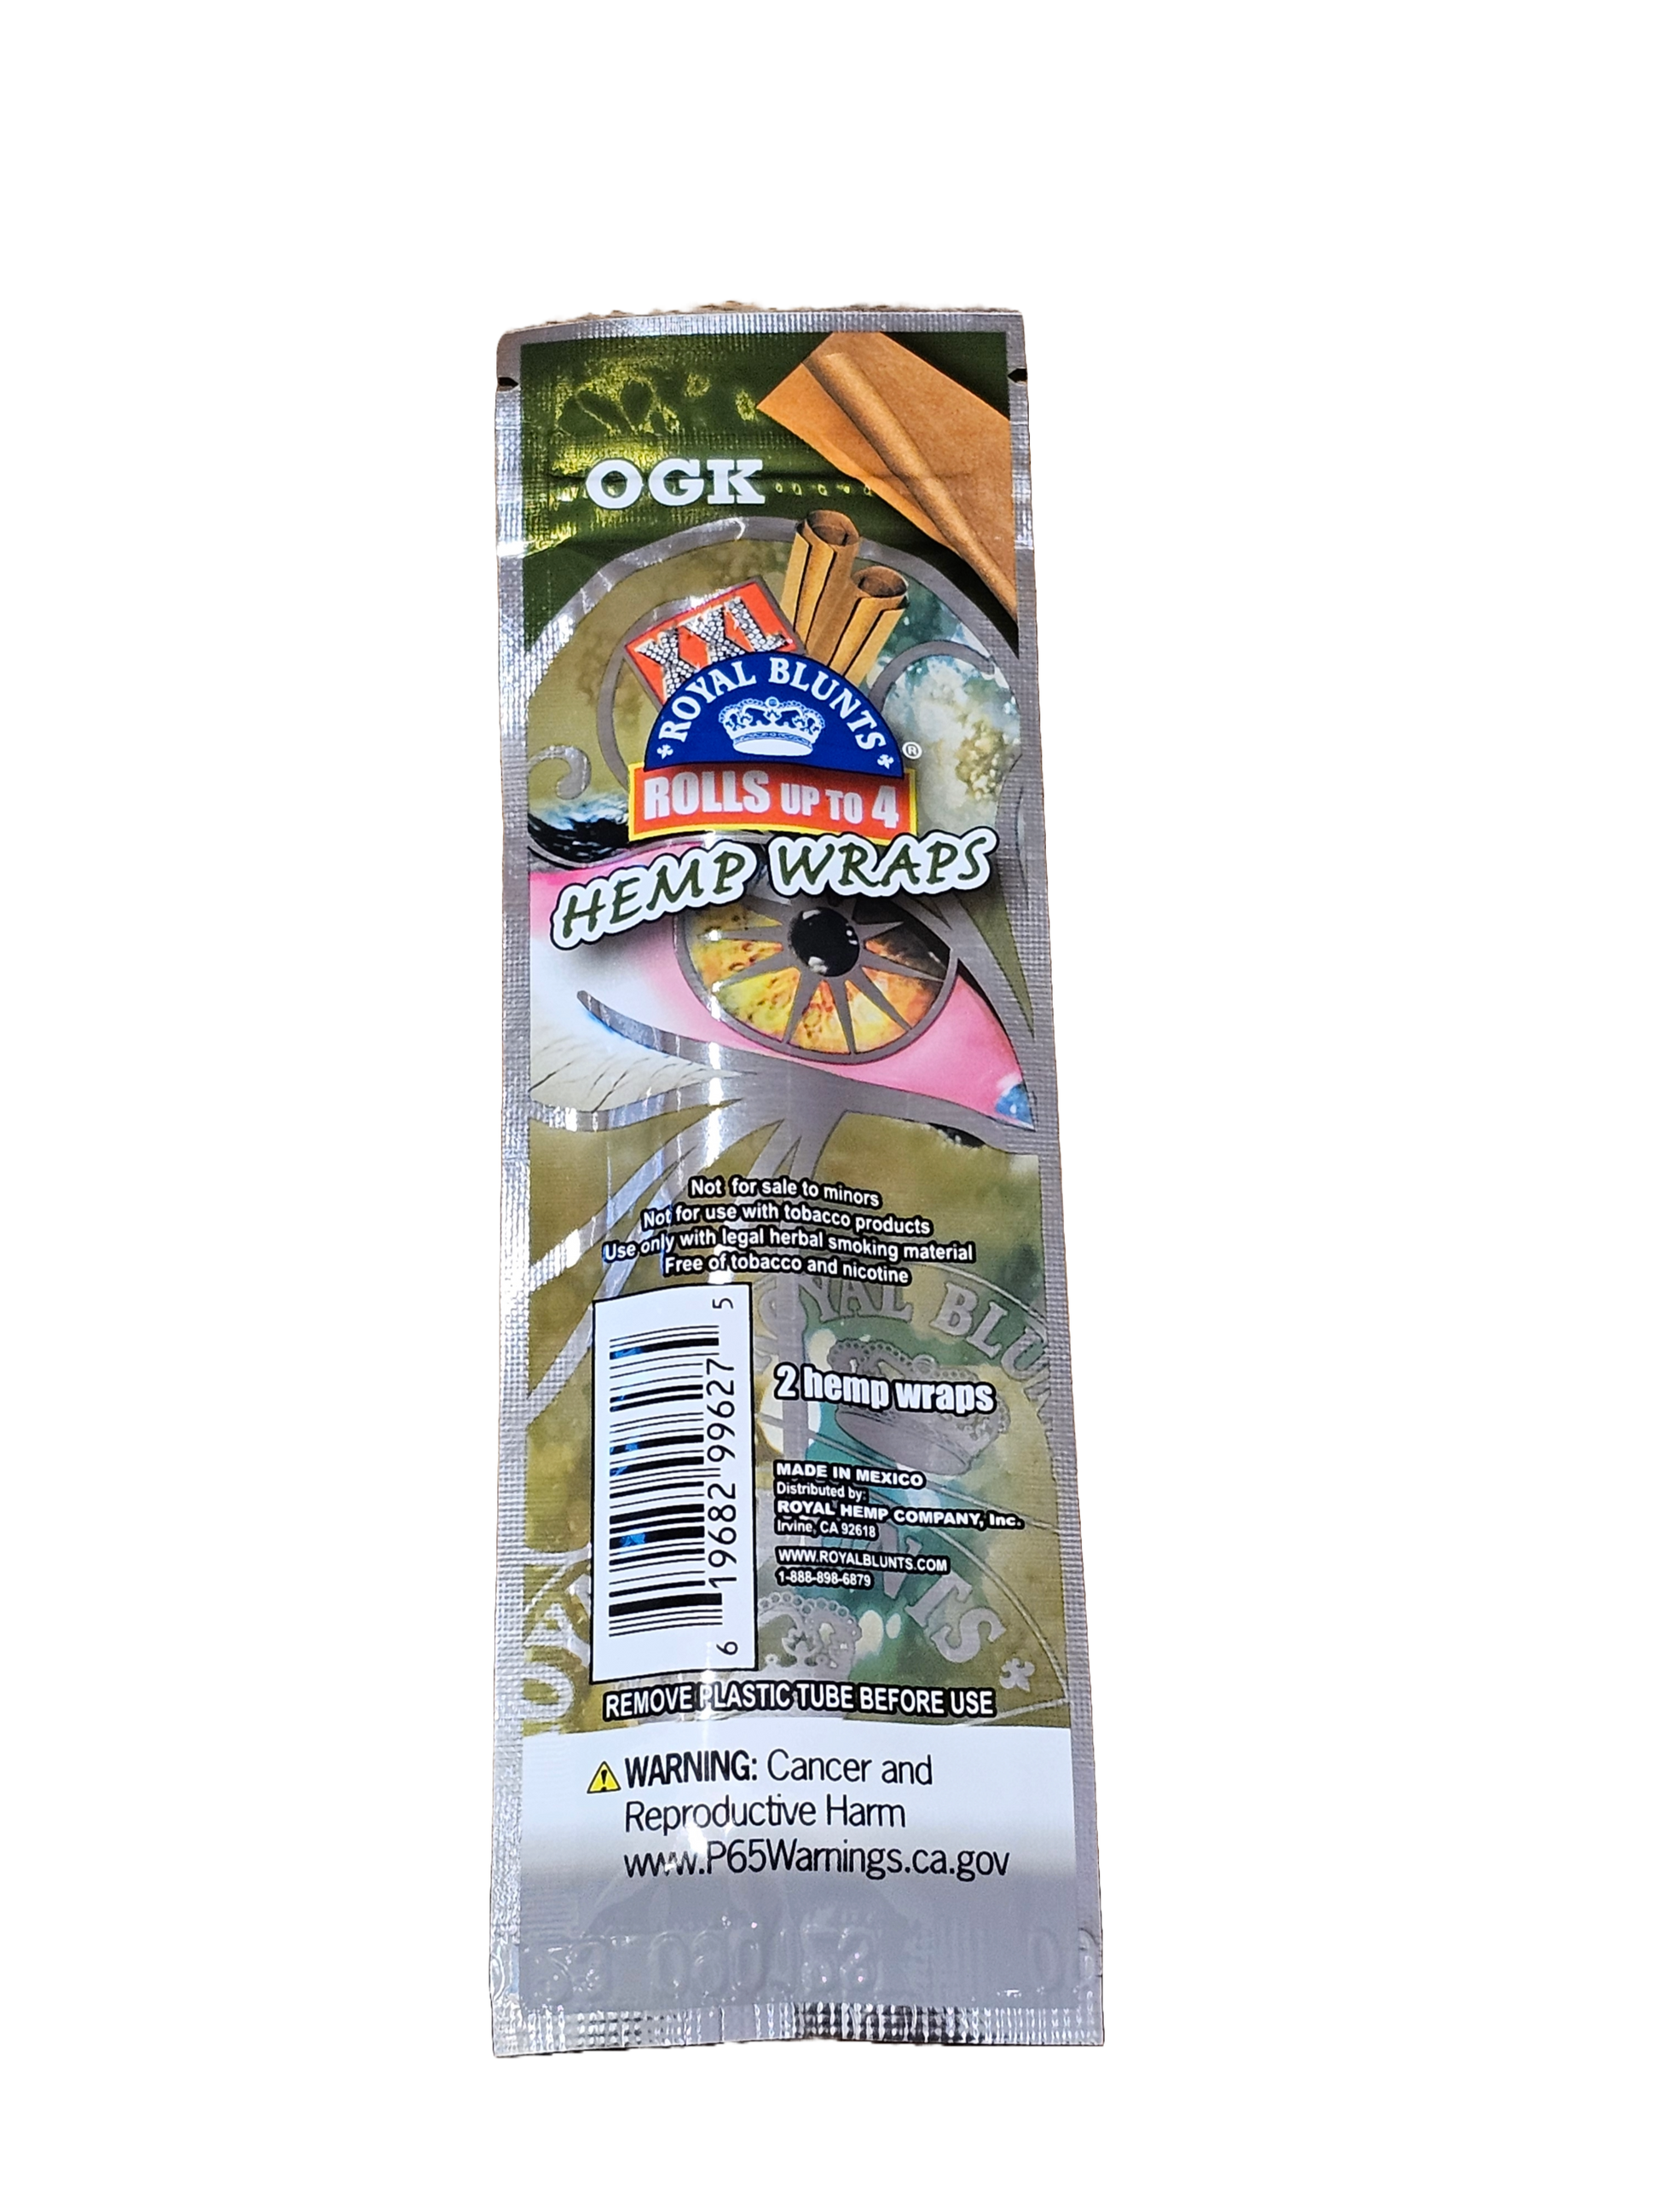 OGK
XXL
ROYAL BLUNTS ®
ROLLS UP TO 4
HEMP WRAPS
Not for sale to minors
Not for use with tobacco products
Use only with legal herbal smoking material
Free of tobacco and nicotine
6 19682 99627 5
2 hemp wraps
MADE IN MEXICO
Distributed by:
ROYAL HEMP COMPANY, Inc.
Irvine, CA 92618
WWW.ROYALBLUNTS.COM
1-888-898-6879
REMOVE PLASTIC TUBE BEFORE USE
WARNING: Cancer and
Reproductive Harm
www.P65Warnings.ca.gov